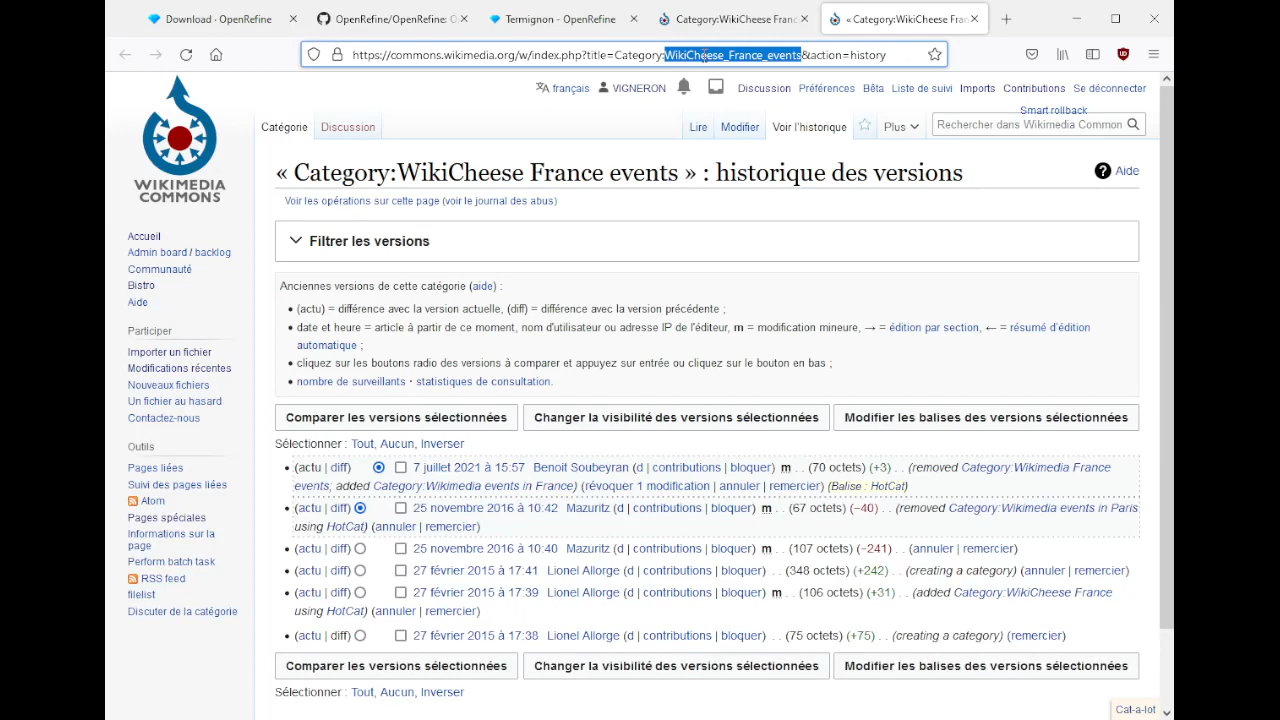 Download · OpenRefine
OpenRefine/OpenRefine: O
Termignon - OpenRefine
Category:WikiCheese Fran
« Category:WikiCheese Fran
https://commons.wikimedia.org/w/index.php?title=Category:WikiCheese_France_events&action=history
français VIGNERON Discussion Préférences Bêta Liste de suivi Imports Contributions Se déconnecter
Smart rollback
Catégorie Discussion Lire Modifier Voir l'historique Plus Rechercher dans Wikimedia Common
WIKIMEDIA
COMMONS
« Category:WikiCheese France events » : historique des versions
Aide
Voir les opérations sur cette page (voir le journal des abus)
Filtrer les versions
Accueil
Admin board / backlog
Communauté
Bistro
Aide
Participer
Importer un fichier
Modifications récentes
Nouveaux fichiers
Un fichier au hasard
Contactez-nous
Outils
Pages liées
Suivi des pages liées
Atom
Pages spéciales
Informations sur la
page
Perform batch task
RSS feed
filelist
Discuter de la catégorie
Anciennes versions de cette catégorie (aide) :
• (actu) = différence avec la version actuelle, (diff) = différence avec la version précédente ;
• date et heure = article à partir de ce moment, nom d'utilisateur ou adresse IP de l'éditeur, m = modification mineure, → = édition par section, ← = résumé d'édition
automatique ;
• cliquez sur les boutons radio des versions à comparer et appuyez sur entrée ou cliquez sur le bouton en bas ;
• nombre de surveillants · statistiques de consultation.
Comparer les versions sélectionnées Changer la visibilité des versions sélectionnées Modifier les balises des versions sélectionnées
Sélectionner : Tout, Aucun, Inverser
• (actu | diff) 7 juillet 2021 à 15:57 Benoit Soubeyran (d | contributions | bloquer) m . . (70 octets) (+3) . . (removed Category:Wikimedia France
events; added Category:Wikimedia events in France) (révoquer 1 modification | annuler | remercier) (Balise : HotCat)
• (actu | diff) 25 novembre 2016 à 10:42 Mazuritz (d | contributions | bloquer) m . . (67 octets) (−40) . . (removed Category:Wikimedia events in Paris
using HotCat) (annuler | remercier)
• (actu | diff) 25 novembre 2016 à 10:40 Mazuritz (d | contributions | bloquer) m . . (107 octets) (−241) . . (annuler | remercier)
• (actu | diff) 27 février 2015 à 17:41 Lionel Allorge (d | contributions | bloquer) . . (348 octets) (+242) . . (creating a category) (annuler | remercier)
• (actu | diff) 27 février 2015 à 17:39 Lionel Allorge (d | contributions | bloquer) m . . (106 octets) (+31) . . (added Category:WikiCheese France
using HotCat) (annuler | remercier)
• (actu | diff) 27 février 2015 à 17:38 Lionel Allorge (d | contributions | bloquer) . . (75 octets) (+75) . . (creating a category) (remercier)
Comparer les versions sélectionnées Changer la visibilité des versions sélectionnées Modifier les balises des versions sélectionnées
Sélectionner : Tout, Aucun, Inverser
Cat-a-lot